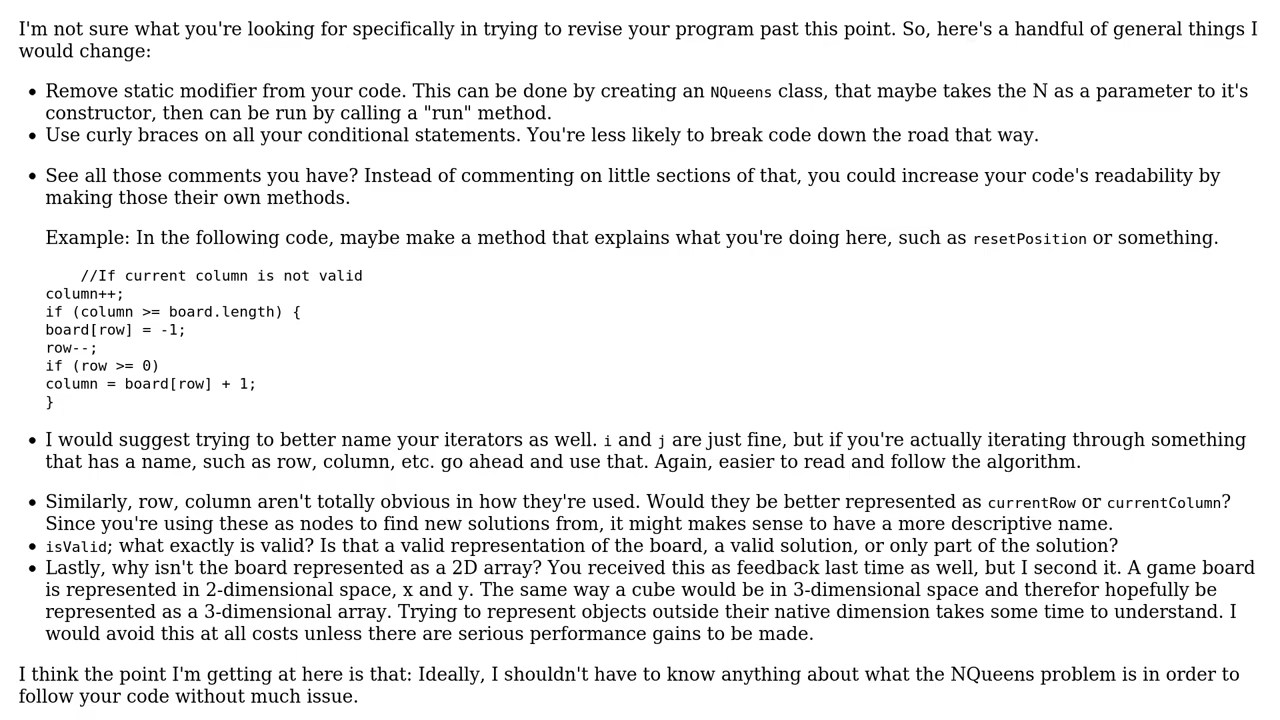 I'm not sure what you're looking for specifically in trying to revise your program past this point. So, here's a handful of general things I
would change:
• Remove static modifier from your code. This can be done by creating an NQueens class, that maybe takes the N as a parameter to it's
constructor, then can be run by calling a "run" method.
• Use curly braces on all your conditional statements. You're less likely to break code down the road that way.
• See all those comments you have? Instead of commenting on little sections of that, you could increase your code's readability by
making those their own methods.
Example: In the following code, maybe make a method that explains what you're doing here, such as resetPosition or something.
    //If current column is not valid
column++;
if (column >= board.length) {
board[row] = -1;
row--;
if (row >= 0)
column = board[row] + 1;
}
• I would suggest trying to better name your iterators as well. i and j are just fine, but if you're actually iterating through something
that has a name, such as row, column, etc. go ahead and use that. Again, easier to read and follow the algorithm.
• Similarly, row, column aren't totally obvious in how they're used. Would they be better represented as currentRow or currentColumn?
Since you're using these as nodes to find new solutions from, it might makes sense to have a more descriptive name.
• isValid; what exactly is valid? Is that a valid representation of the board, a valid solution, or only part of the solution?
• Lastly, why isn't the board represented as a 2D array? You received this as feedback last time as well, but I second it. A game board
is represented in 2-dimensional space, x and y. The same way a cube would be in 3-dimensional space and therefor hopefully be
represented as a 3-dimensional array. Trying to represent objects outside their native dimension takes some time to understand. I
would avoid this at all costs unless there are serious performance gains to be made.
I think the point I'm getting at here is that: Ideally, I shouldn't have to know anything about what the NQueens problem is in order to
follow your code without much issue.